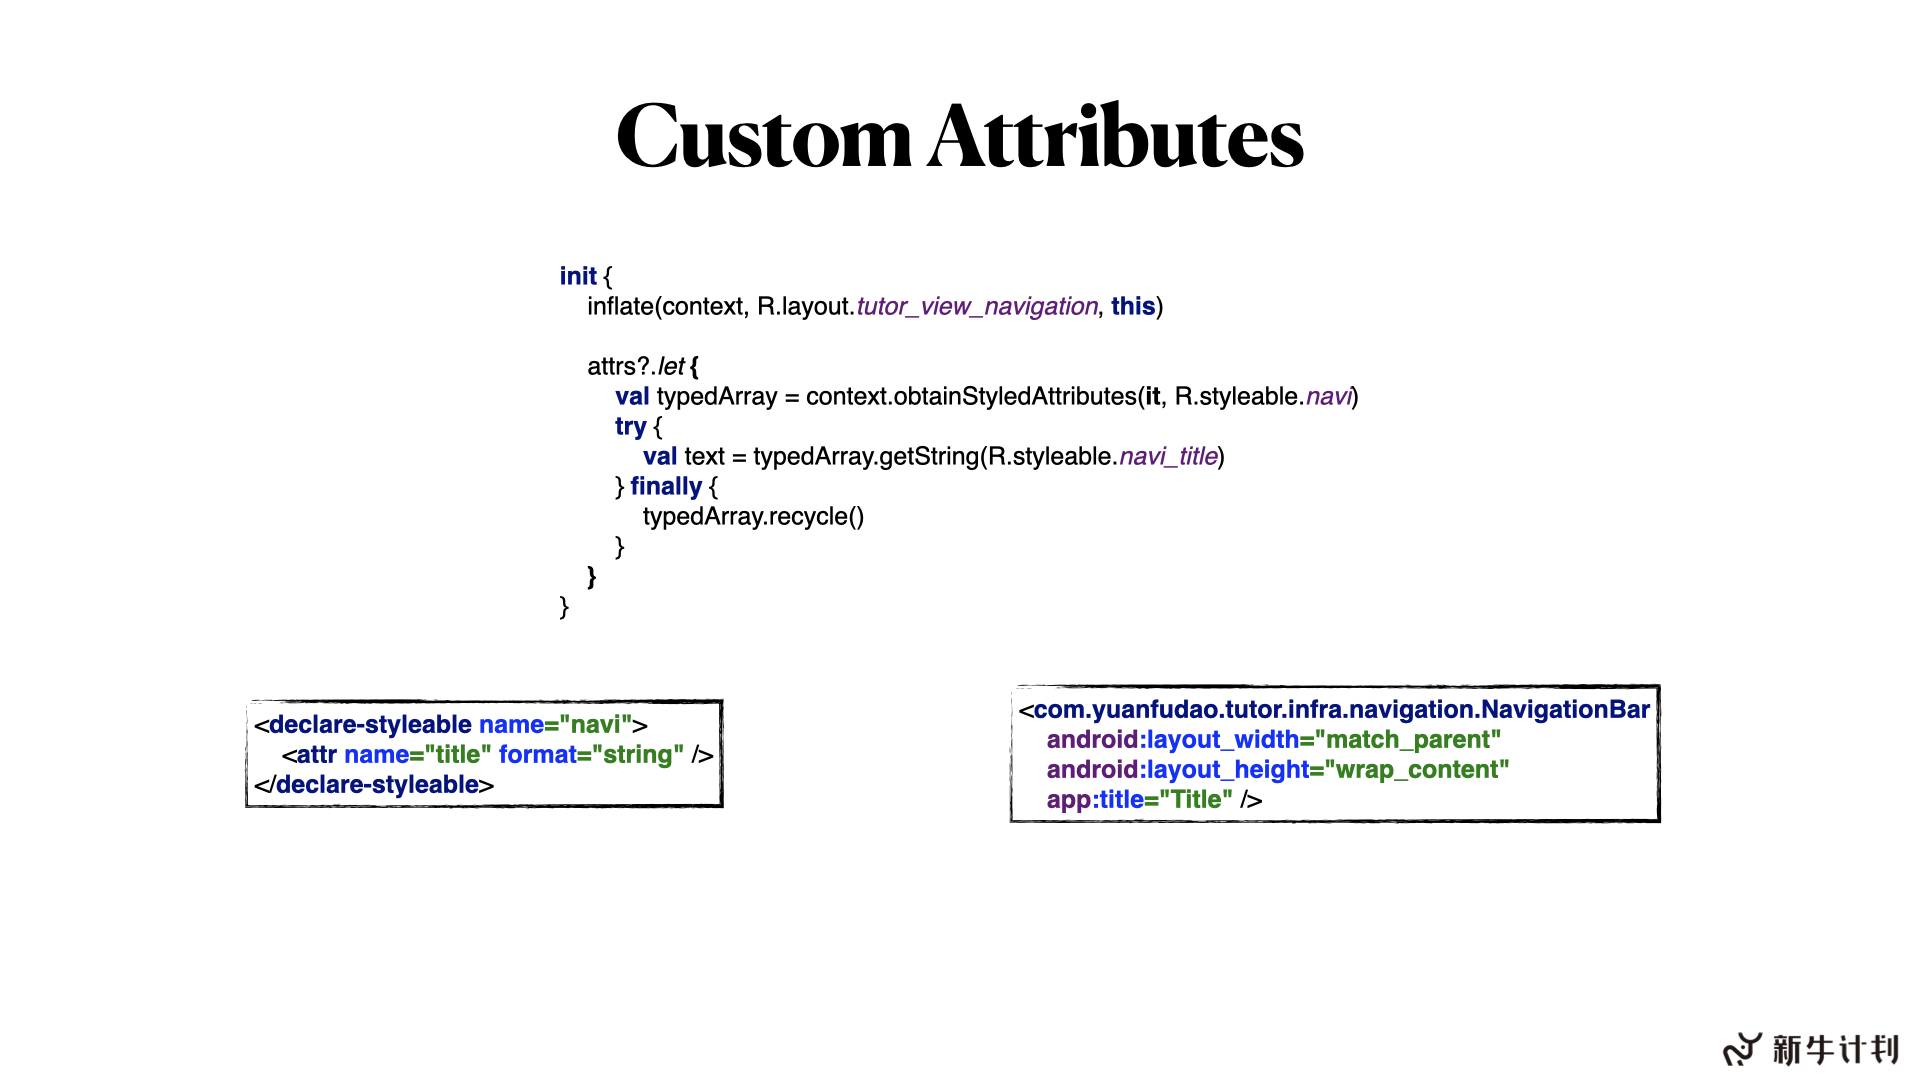 Custom Attributes
init {
    inflate(context, R.layout.tutor_view_navigation, this)
    attrs?.let {
        val typedArray = context.obtainStyledAttributes(it, R.styleable.navi)
        try {
            val text = typedArray.getString(R.styleable.navi_title)
        } finally {
            typedArray.recycle()
        }
    }
}
<declare-styleable name="navi">
    <attr name="title" format="string" />
</declare-styleable>
<com.yuanfudao.tutor.infra.navigation.NavigationBar
    android:layout_width="match_parent"
    android:layout_height="wrap_content"
    app:title="Title" />
新牛计划